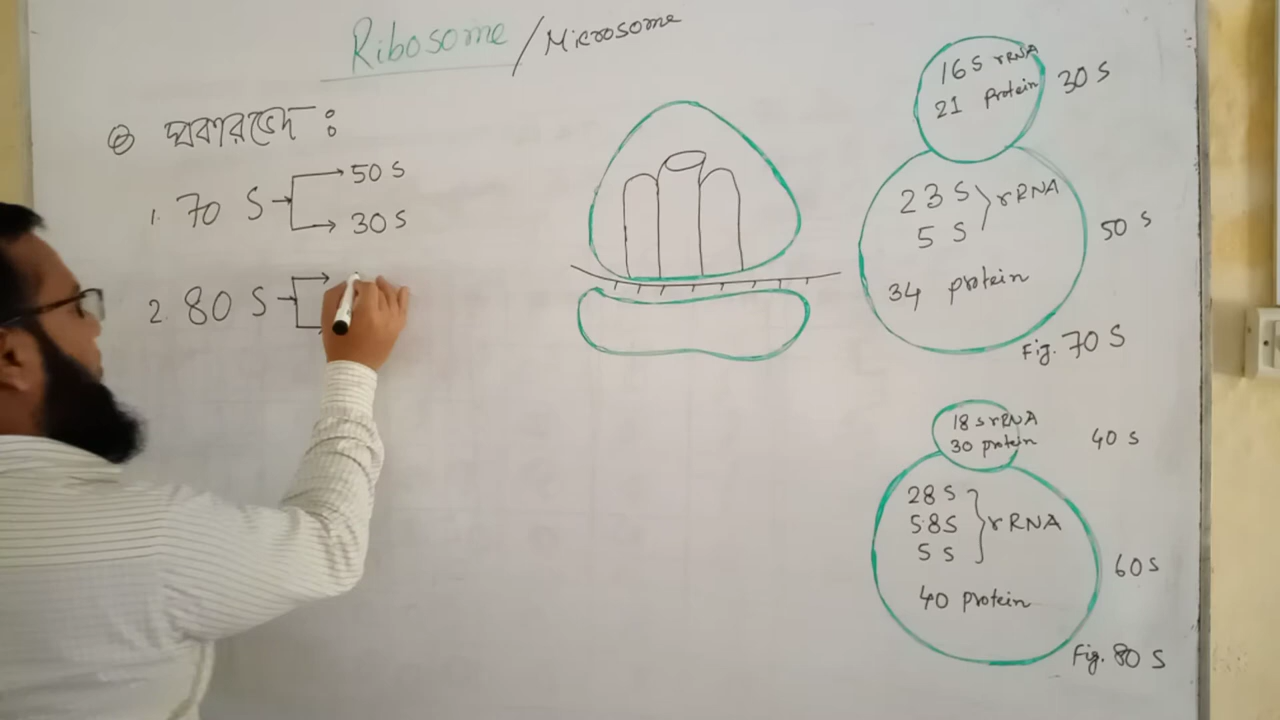 Ribosome / Microsome
প্রকারভেদ :
1. 70 S → 50 S
30 S
2. 80 S
16 S rRNA
21 Protein
30 S
23 S
5 S
rRNA
34 protein
50 S
Fig. 70 S
18 s rRNA
30 protein
40 s
28 S
5.8 S
5 s
rRNA
40 protein
60 s
Fig. 80 S